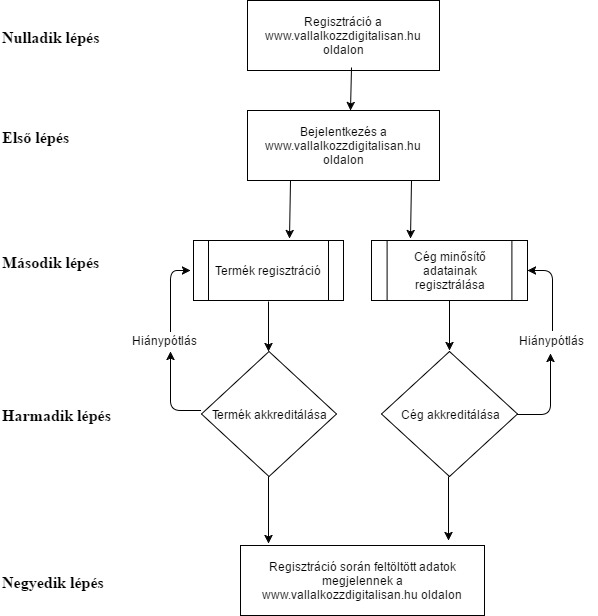 Nulladik lépés
Regisztráció a
www.vallalkozzdigitalisan.hu
oldalon
Első lépés
Bejelentkezés a
www.vallalkozzdigitalisan.hu
oldalon
Második lépés
Termék regisztráció
Cég minősítő
adatainak
regisztrálása
Hiánypótlás
Hiánypótlás
Harmadik lépés
Termék akkreditálása
Cég akkreditálása
Negyedik lépés
Regisztráció során feltöltött adatok
megjelennek a
www.vallalkozzdigitalisan.hu oldalon